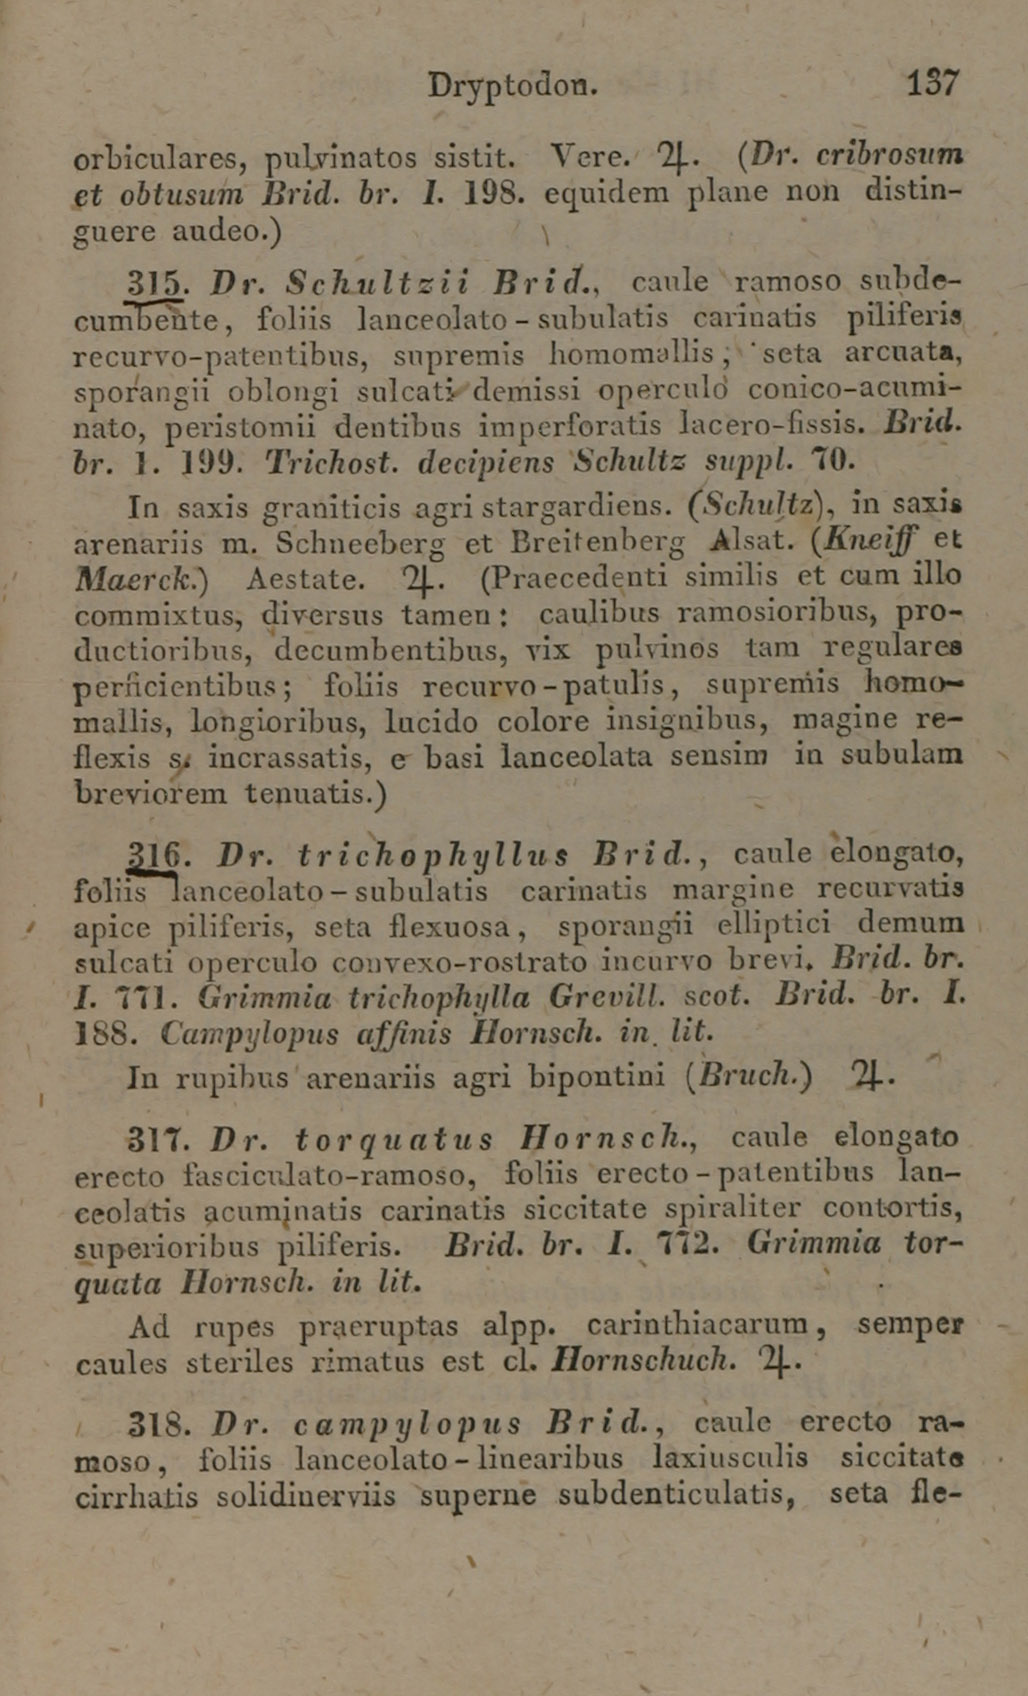 Dryptodon. 137
orbiculares, pulvinatos sistit. Vere. ♃. (Dr. cribrosum
et obtusum Brid. br. I. 198. equidem plane non distin-
guere audeo.)
315. Dr. Schultzii Brid., caule ramoso subde-
cumbente, foliis lanceolato-subulatis carinatis piliferis
recurvo-patentibus, supremis homomallis; seta arcuata,
sporangii oblongi sulcati demissi operculo conico-acumi-
nato, peristomii dentibus imperforatis lacero-fissis. Brid.
br. 1. 199. Trichost. decipiens Schultz suppl. 70.
In saxis graniticis agri stargardiens. (Schultz), in saxis
arenariis m. Schneeberg et Breitenberg Alsat. (Kneiff et
Maerck.) Aestate. ♃. (Praecedenti similis et cum illo
commixtus, diversus tamen: caulibus ramosioribus, pro-
ductioribus, decumbentibus, vix pulvinos tam regulares
perficientibus; foliis recurvo-patulis, supremis homo-
mallis, longioribus, lucido colore insignibus, magine re-
flexis s. incrassatis, e basi lanceolata sensim in subulam
breviorem tenuatis.)
316. Dr. trichophyllus Brid., caule elongato,
foliis lanceolato-subulatis carinatis margine recurvatis
apice piliferis, seta flexuosa, sporangii elliptici demum
sulcati operculo convexo-rostrato incurvo brevi. Brid. br.
I. 771. Grimmia trichophylla Grevill. scot. Brid. br. I.
188. Campylopus affinis Hornsch. in lit.
In rupibus arenariis agri bipontini (Bruch.) ♃.
317. Dr. torquatus Hornsch., caule elongato
erecto fasciculato-ramoso, foliis erecto-patentibus lan-
ceolatis acuminatis carinatis siccitate spiraliter contortis,
superioribus piliferis. Brid. br. I. 772. Grimmia tor-
quata Hornsch. in lit.
Ad rupes praeruptas alpp. carinthiacarum, semper
caules steriles rimatus est cl. Hornschuch. ♃.
318. Dr. campylopus Brid., caule erecto ra-
moso, foliis lanceolato-linearibus laxiusculis siccitate
cirrhatis solidinerviis superne subdenticulatis, seta fle-